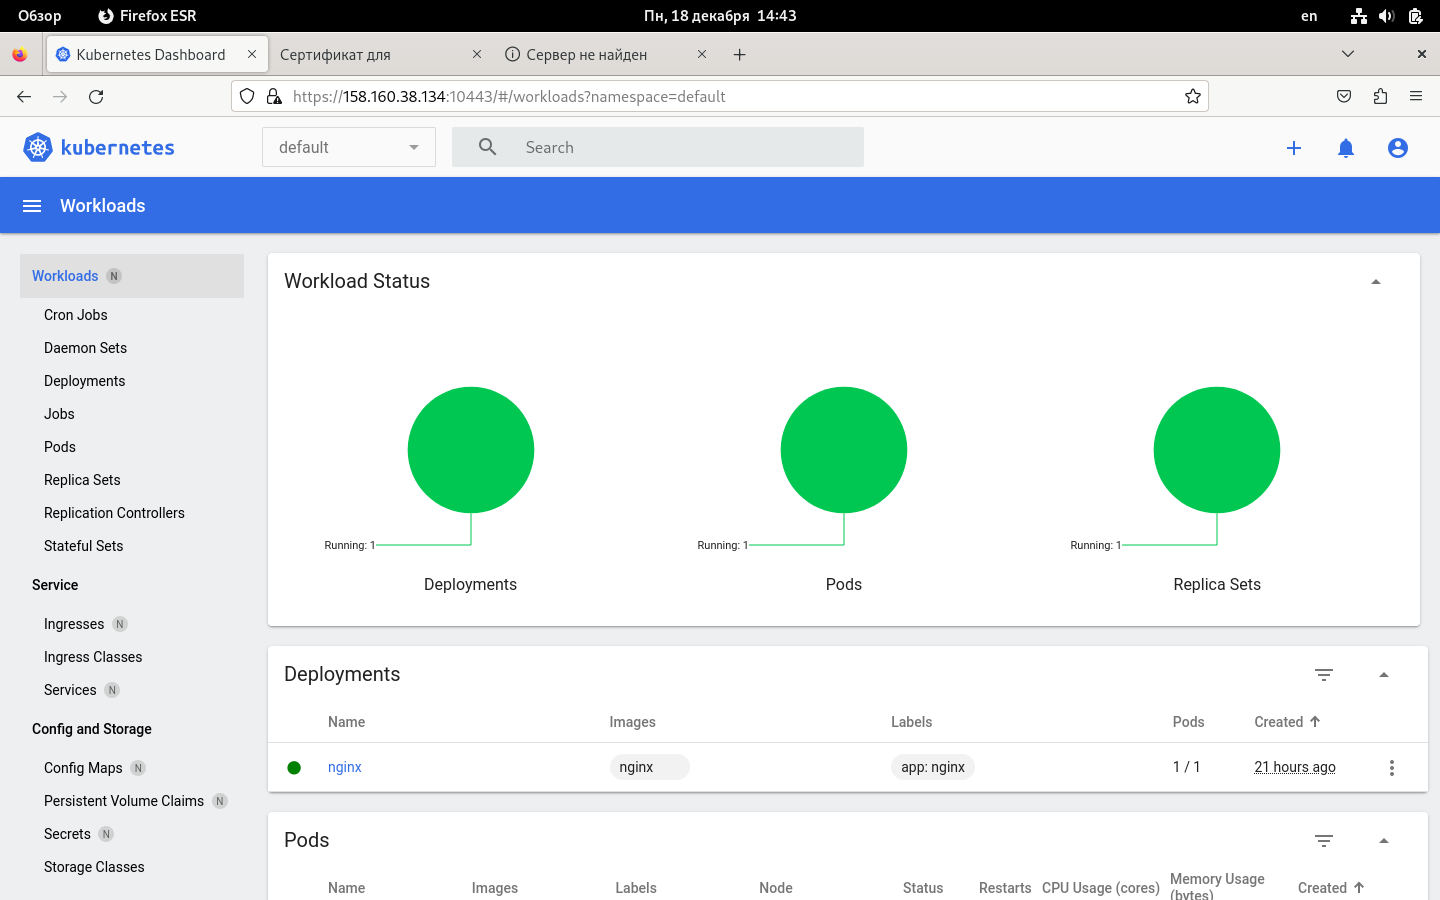 Обзор
Firefox ESR
Пн, 18 декабря 14:43
en
Kubernetes Dashboard
Сертификат для
Сервер не найден
https://158.160.38.134:10443/#/workloads?namespace=default
kubernetes
default
Search
Workloads
Workloads N
Cron Jobs
Daemon Sets
Deployments
Jobs
Pods
Replica Sets
Replication Controllers
Stateful Sets
Service
Ingresses N
Ingress Classes
Services N
Config and Storage
Config Maps N
Persistent Volume Claims N
Secrets N
Storage Classes
Workload Status
Running: 1
Running: 1
Running: 1
Deployments
Pods
Replica Sets
Deployments
Name Images Labels Pods Created
nginx nginx app: nginx 1 / 1 21 hours ago
Pods
Name Images Labels Node Status Restarts CPU Usage (cores) Memory Usage (bytes) Created